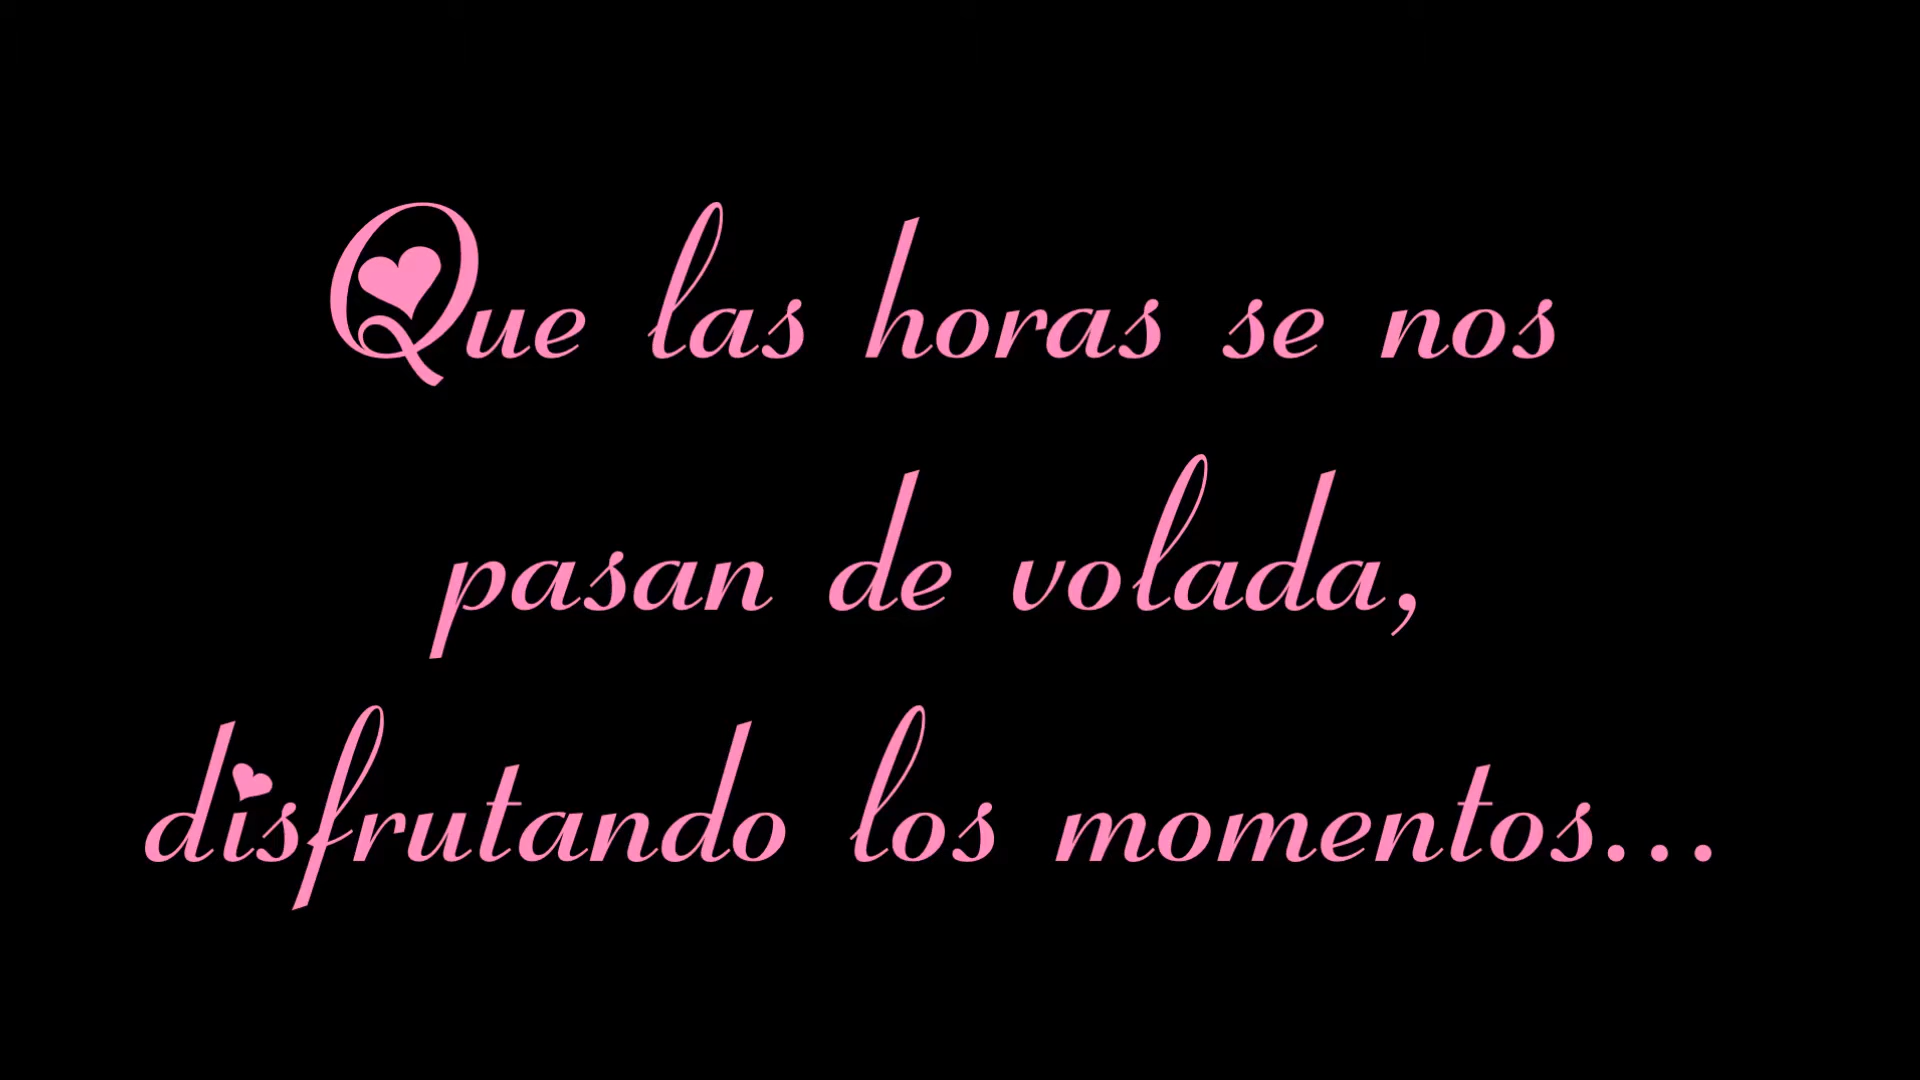 Que las horas se nos
pasan de volada,
disfrutando los momentos...